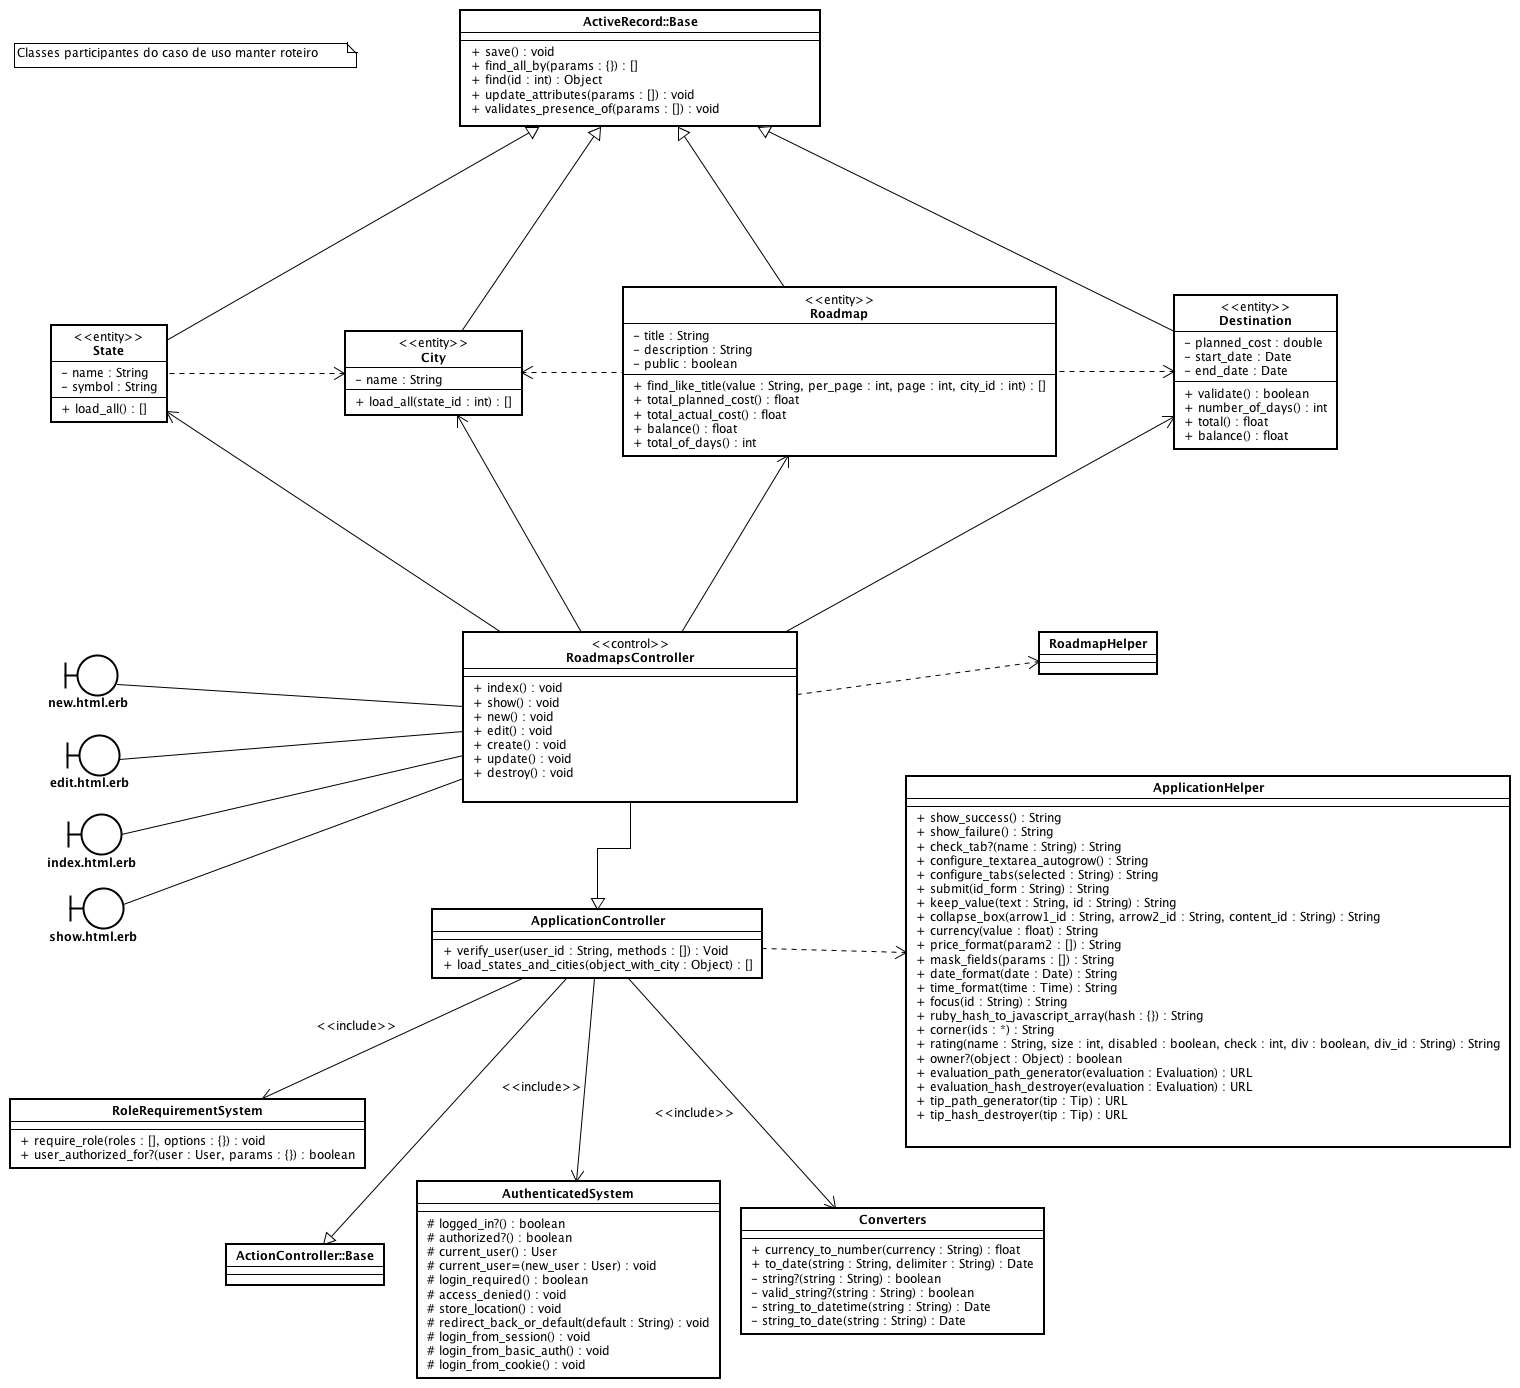 ActiveRecord::Base
+ save() : void
+ find_all_by(params : {}) : []
+ find(id : int) : Object
+ update_attributes(params : []) : void
+ validates_presence_of(params : []) : void
Classes participantes do caso de uso manter roteiro
<<entity>>
State
– name : String
– symbol : String
+ load_all() : []
<<entity>>
City
– name : String
+ load_all(state_id : int) : []
<<entity>>
Roadmap
– title : String
– description : String
– public : boolean
+ find_like_title(value : String, per_page : int, page : int, city_id : int) : []
+ total_planned_cost() : float
+ total_actual_cost() : float
+ balance() : float
+ total_of_days() : int
<<entity>>
Destination
– planned_cost : double
– start_date : Date
– end_date : Date
+ validate() : boolean
+ number_of_days() : int
+ total() : float
+ balance() : float
<<control>>
RoadmapsController
+ index() : void
+ show() : void
+ new() : void
+ edit() : void
+ create() : void
+ update() : void
+ destroy() : void
RoadmapHelper
new.html.erb
edit.html.erb
index.html.erb
show.html.erb
ApplicationHelper
+ show_success() : String
+ show_failure() : String
+ check_tab?(name : String) : String
+ configure_textarea_autogrow() : String
+ configure_tabs(selected : String) : String
+ submit(id_form : String) : String
+ keep_value(text : String, id : String) : String
+ collapse_box(arrow1_id : String, arrow2_id : String, content_id : String) : String
+ currency(value : float) : String
+ price_format(param2 : []) : String
+ mask_fields(params : []) : String
+ date_format(date : Date) : String
+ time_format(time : Time) : String
+ focus(id : String) : String
+ ruby_hash_to_javascript_array(hash : {}) : String
+ corner(ids : *) : String
+ rating(name : String, size : int, disabled : boolean, check : int, div : boolean, div_id : String) : String
+ owner?(object : Object) : boolean
+ evaluation_path_generator(evaluation : Evaluation) : URL
+ evaluation_hash_destroyer(evaluation : Evaluation) : URL
+ tip_path_generator(tip : Tip) : URL
+ tip_hash_destroyer(tip : Tip) : URL
ApplicationController
+ verify_user(user_id : String, methods : []) : Void
+ load_states_and_cities(object_with_city : Object) : []
<<include>>
<<include>>
<<include>>
RoleRequirementSystem
+ require_role(roles : [], options : {}) : void
+ user_authorized_for?(user : User, params : {}) : boolean
ActionController::Base
AuthenticatedSystem
# logged_in?() : boolean
# authorized?() : boolean
# current_user() : User
# current_user=(new_user : User) : void
# login_required() : boolean
# access_denied() : void
# store_location() : void
# redirect_back_or_default(default : String) : void
# login_from_session() : void
# login_from_basic_auth() : void
# login_from_cookie() : void
Converters
+ currency_to_number(currency : String) : float
+ to_date(string : String, delimiter : String) : Date
– string?(string : String) : boolean
– valid_string?(string : String) : boolean
– string_to_datetime(string : String) : Date
– string_to_date(string : String) : Date